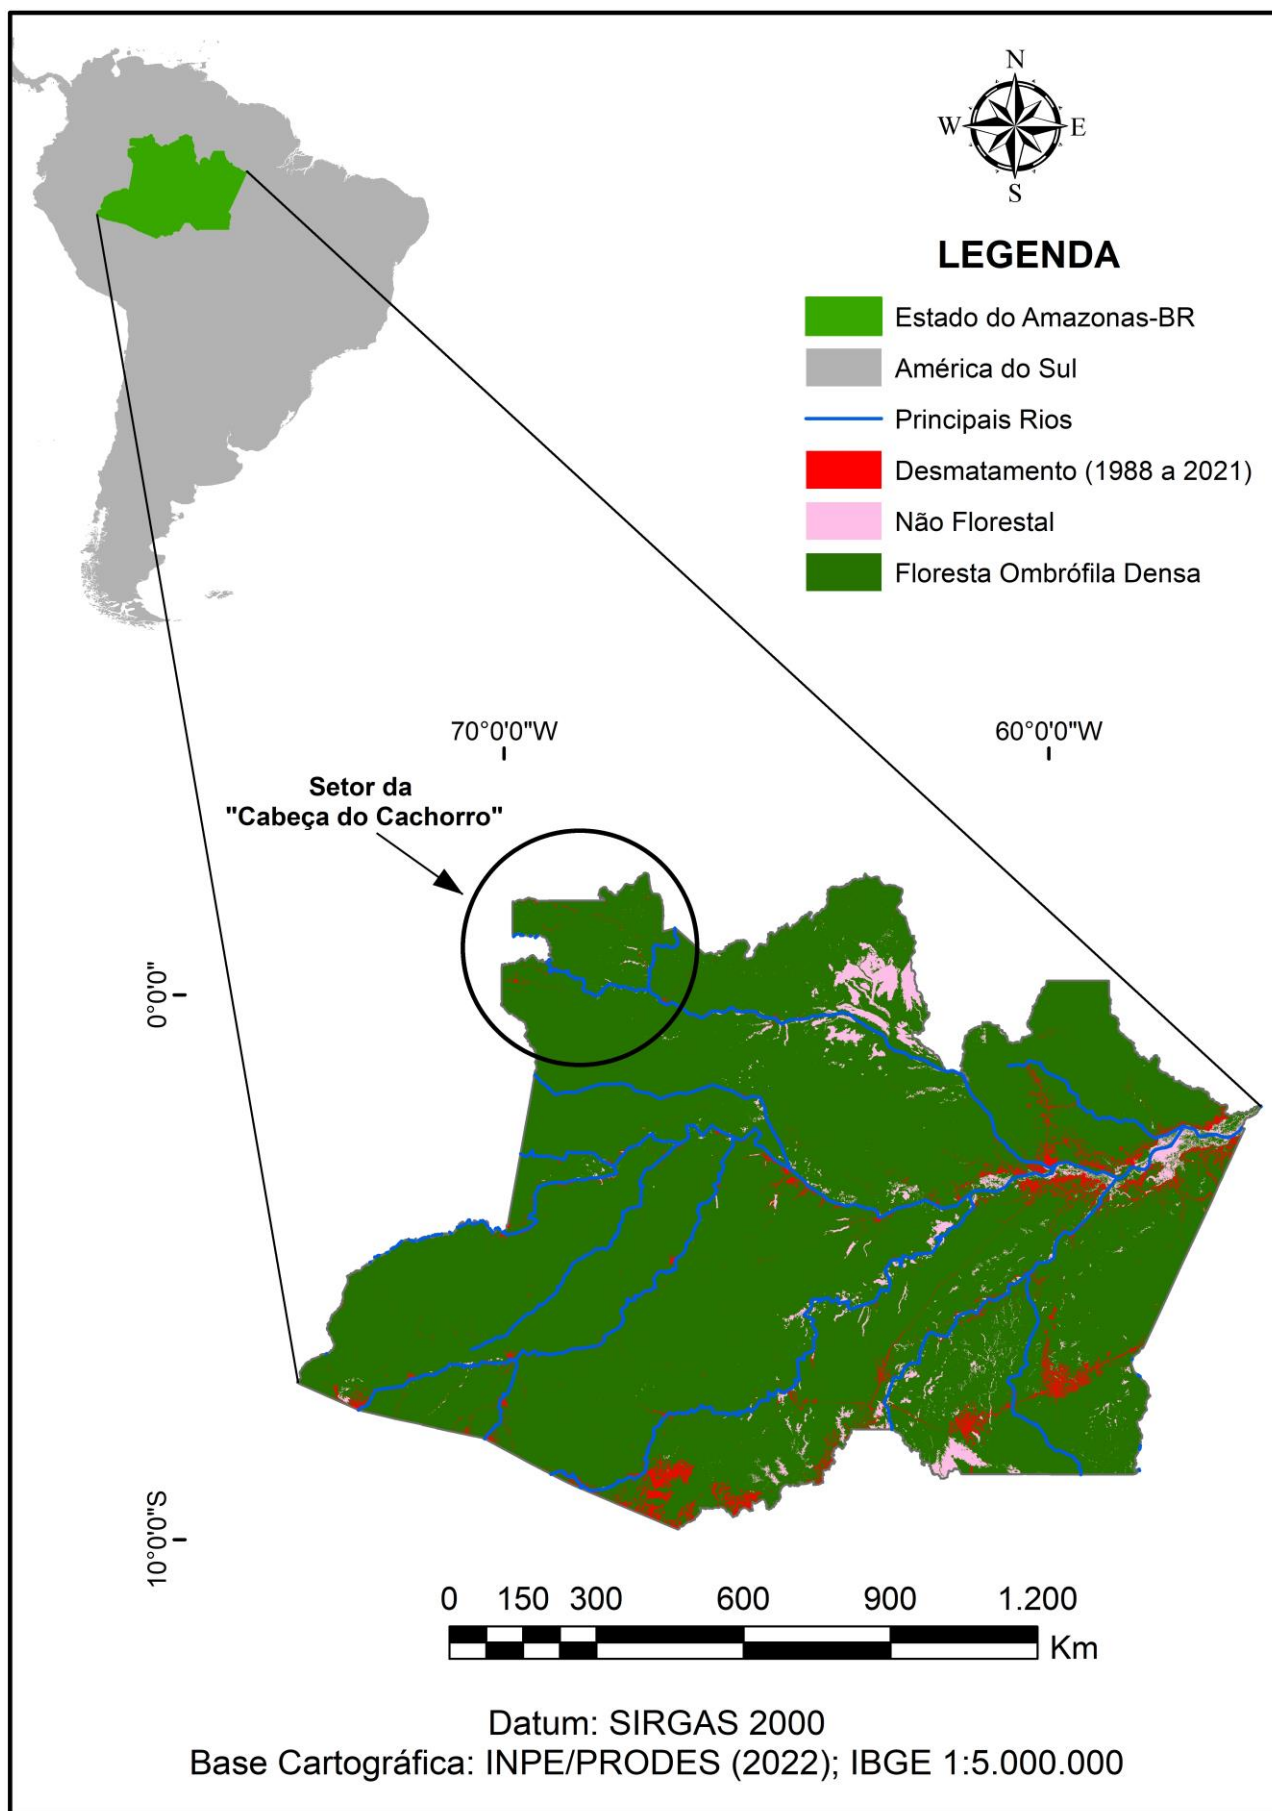 N
W E
S
LEGENDA
Estado do Amazonas-BR
América do Sul
Principais Rios
Desmatamento (1988 a 2021)
Não Florestal
Floresta Ombrófila Densa
70°0'0"W 60°0'0"W
Setor da
"Cabeça do Cachorro"
0°0'0"
10°0'0"S
0 150 300 600 900 1.200
Km
Datum: SIRGAS 2000
Base Cartográfica: INPE/PRODES (2022); IBGE 1:5.000.000